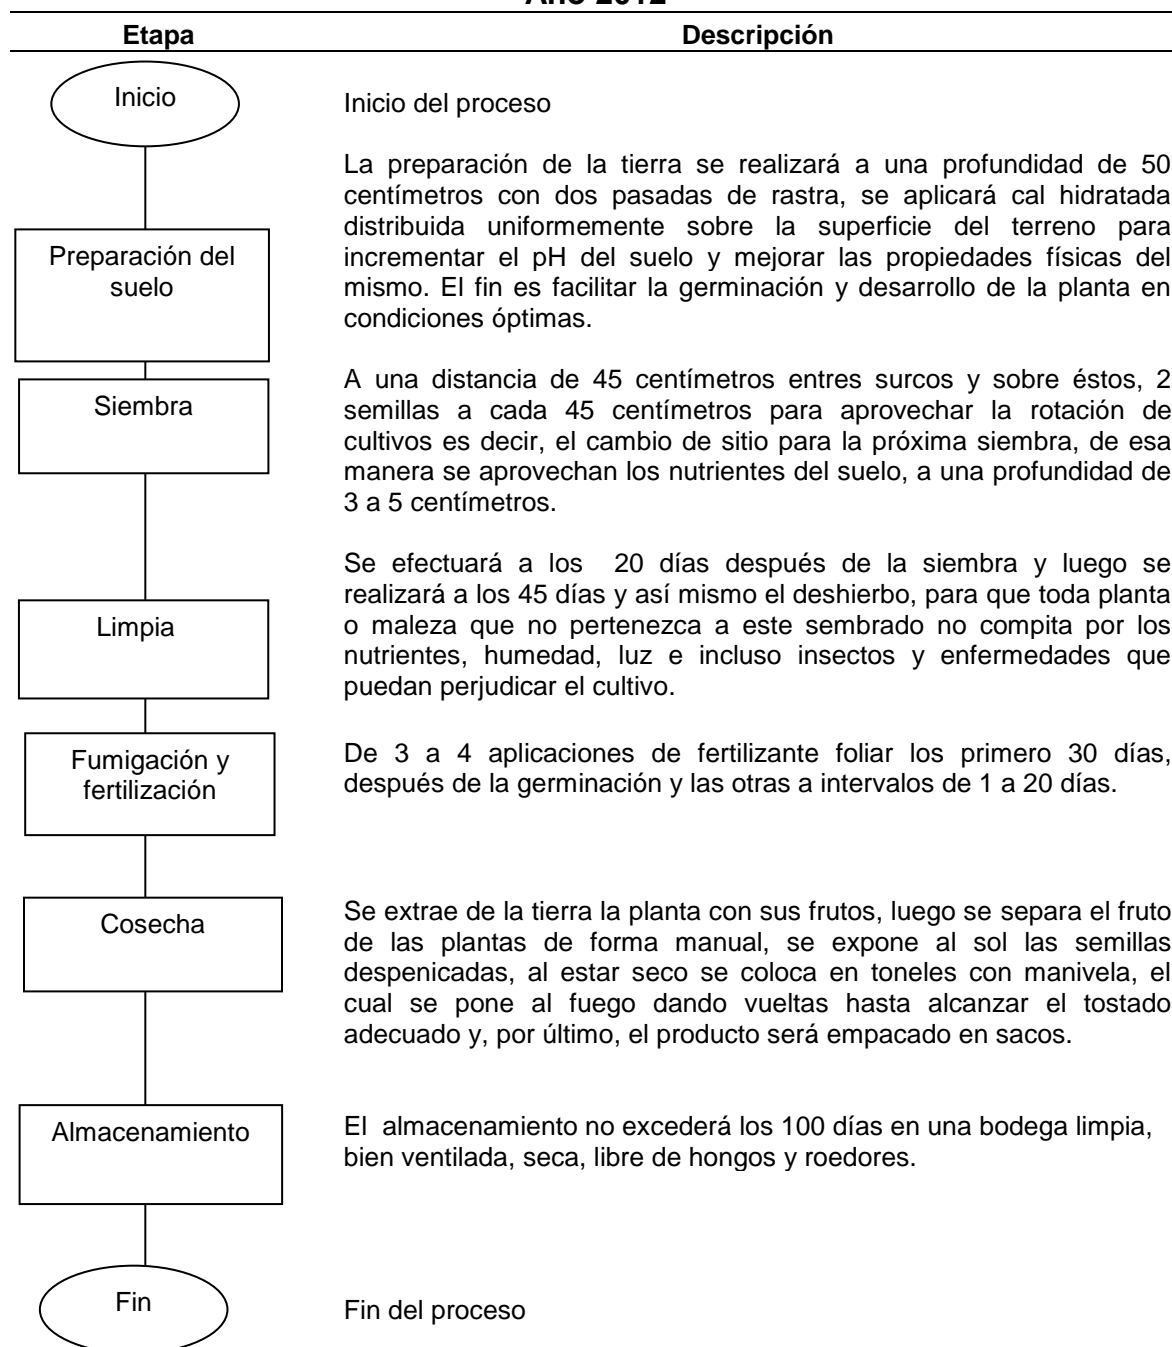 Año 2012
Etapa Descripción
Inicio
Inicio del proceso
La preparación de la tierra se realizará a una profundidad de 50
centímetros con dos pasadas de rastra, se aplicará cal hidratada
distribuida uniformemente sobre la superficie del terreno para
Preparación del
suelo
incrementar el pH del suelo y mejorar las propiedades físicas del
mismo. El fin es facilitar la germinación y desarrollo de la planta en
condiciones óptimas.
Siembra
A una distancia de 45 centímetros entres surcos y sobre éstos, 2
semillas a cada 45 centímetros para aprovechar la rotación de
cultivos es decir, el cambio de sitio para la próxima siembra, de esa
manera se aprovechan los nutrientes del suelo, a una profundidad de
3 a 5 centímetros.
Limpia
Se efectuará a los 20 días después de la siembra y luego se
realizará a los 45 días y así mismo el deshierbo, para que toda planta
o maleza que no pertenezca a este sembrado no compita por los
nutrientes, humedad, luz e incluso insectos y enfermedades que
puedan perjudicar el cultivo.
Fumigación y
fertilización
De 3 a 4 aplicaciones de fertilizante foliar los primero 30 días,
después de la germinación y las otras a intervalos de 1 a 20 días.
Cosecha
Se extrae de la tierra la planta con sus frutos, luego se separa el fruto
de las plantas de forma manual, se expone al sol las semillas
despenicadas, al estar seco se coloca en toneles con manivela, el
cual se pone al fuego dando vueltas hasta alcanzar el tostado
adecuado y, por último, el producto será empacado en sacos.
Almacenamiento
El almacenamiento no excederá los 100 días en una bodega limpia,
bien ventilada, seca, libre de hongos y roedores.
Fin
Fin del proceso